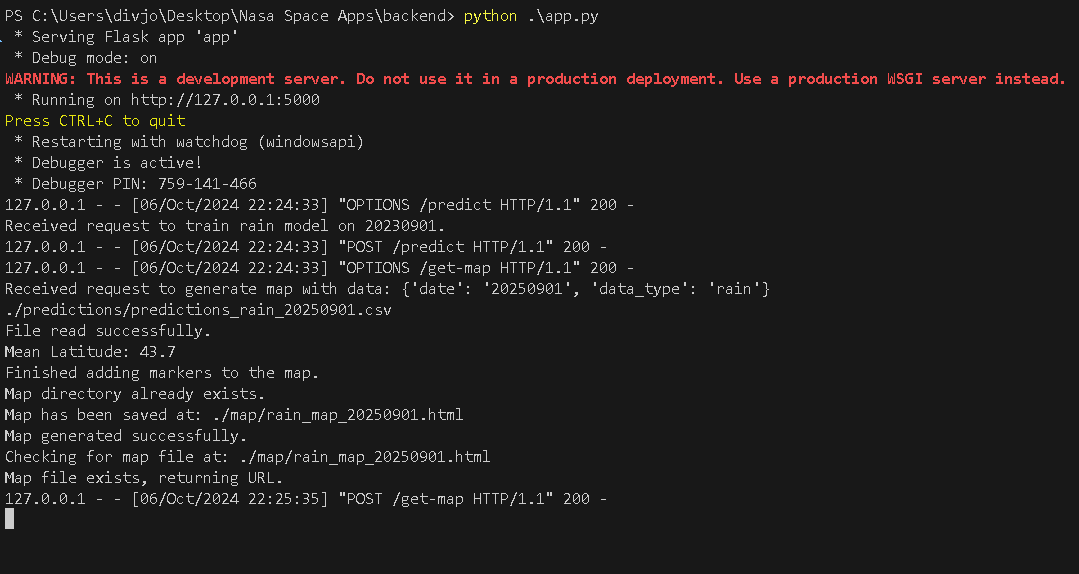 PS C:\Users\divjo\Desktop\Nasa Space Apps\backend> python .\app.py
 * Serving Flask app 'app'
 * Debug mode: on
WARNING: This is a development server. Do not use it in a production deployment. Use a production WSGI server instead.
 * Running on http://127.0.0.1:5000
Press CTRL+C to quit
 * Restarting with watchdog (windowsapi)
 * Debugger is active!
 * Debugger PIN: 759-141-466
127.0.0.1 - - [06/Oct/2024 22:24:33] "OPTIONS /predict HTTP/1.1" 200 -
Received request to train rain model on 20230901.
127.0.0.1 - - [06/Oct/2024 22:24:33] "POST /predict HTTP/1.1" 200 -
127.0.0.1 - - [06/Oct/2024 22:24:33] "OPTIONS /get-map HTTP/1.1" 200 -
Received request to generate map with data: {'date': '20250901', 'data_type': 'rain'}
./predictions/predictions_rain_20250901.csv
File read successfully.
Mean Latitude: 43.7
Finished adding markers to the map.
Map directory already exists.
Map has been saved at: ./map/rain_map_20250901.html
Map generated successfully.
Checking for map file at: ./map/rain_map_20250901.html
Map file exists, returning URL.
127.0.0.1 - - [06/Oct/2024 22:25:35] "POST /get-map HTTP/1.1" 200 -